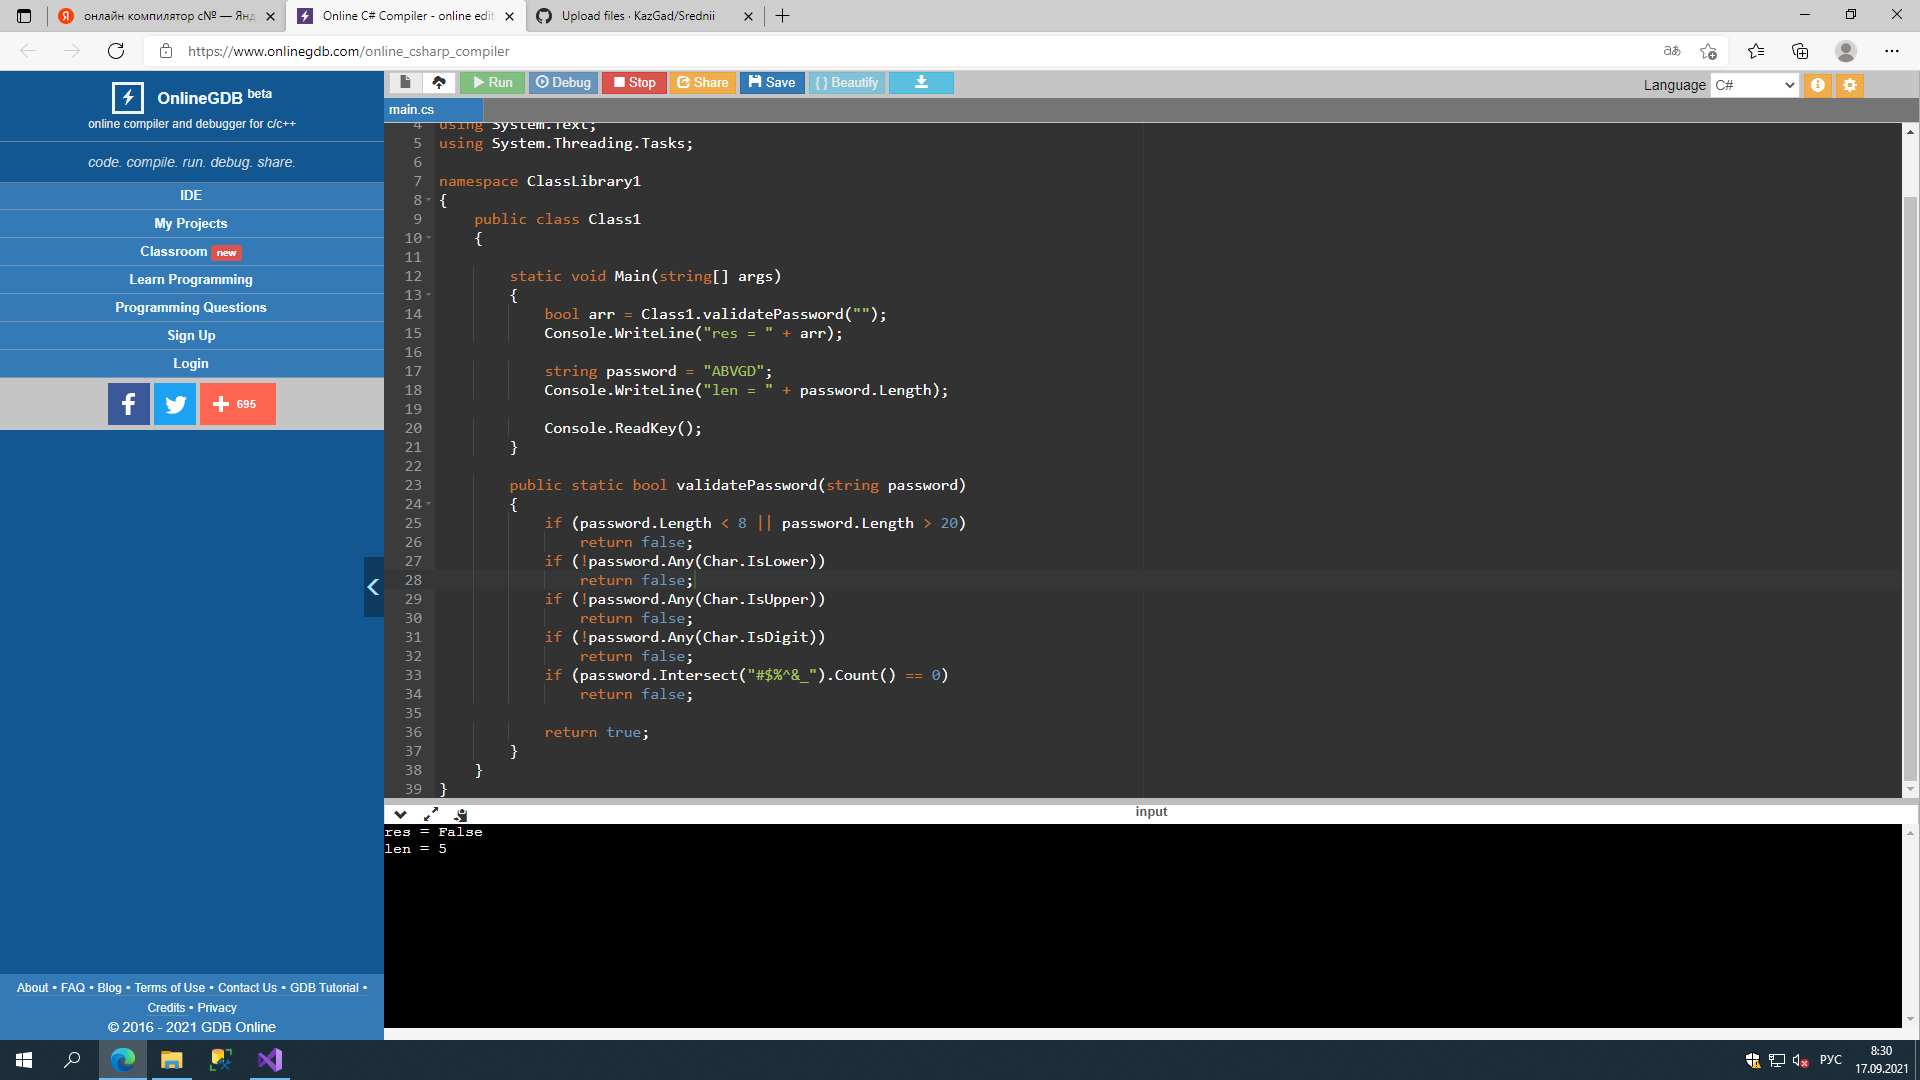 онлайн компилятор c№ — Янд
Online C# Compiler - online edit
Upload files · KazGad/Srednii
https://www.onlinegdb.com/online_csharp_compiler
OnlineGDB beta
online compiler and debugger for c/c++
code. compile. run. debug. share.
IDE
My Projects
Classroom new
Learn Programming
Programming Questions
Sign Up
Login
695
About • FAQ • Blog • Terms of Use • Contact Us • GDB Tutorial •
Credits • Privacy
© 2016 - 2021 GDB Online
Run Debug Stop Share Save { } Beautify
Language C#
main.cs
4 using System.Text;
5 using System.Threading.Tasks;
6
7 namespace ClassLibrary1
8 {
9 public class Class1
10 {
11
12 static void Main(string[] args)
13 {
14 bool arr = Class1.validatePassword("");
15 Console.WriteLine("res = " + arr);
16
17 string password = "ABVGD";
18 Console.WriteLine("len = " + password.Length);
19
20 Console.ReadKey();
21 }
22
23 public static bool validatePassword(string password)
24 {
25 if (password.Length < 8 || password.Length > 20)
26 return false;
27 if (!password.Any(Char.IsLower))
28 return false;
29 if (!password.Any(Char.IsUpper))
30 return false;
31 if (!password.Any(Char.IsDigit))
32 return false;
33 if (password.Intersect("#$%^&_").Count() == 0)
34 return false;
35
36 return true;
37 }
38 }
39 }
input
res = False
len = 5
РУС
8:30
17.09.2021